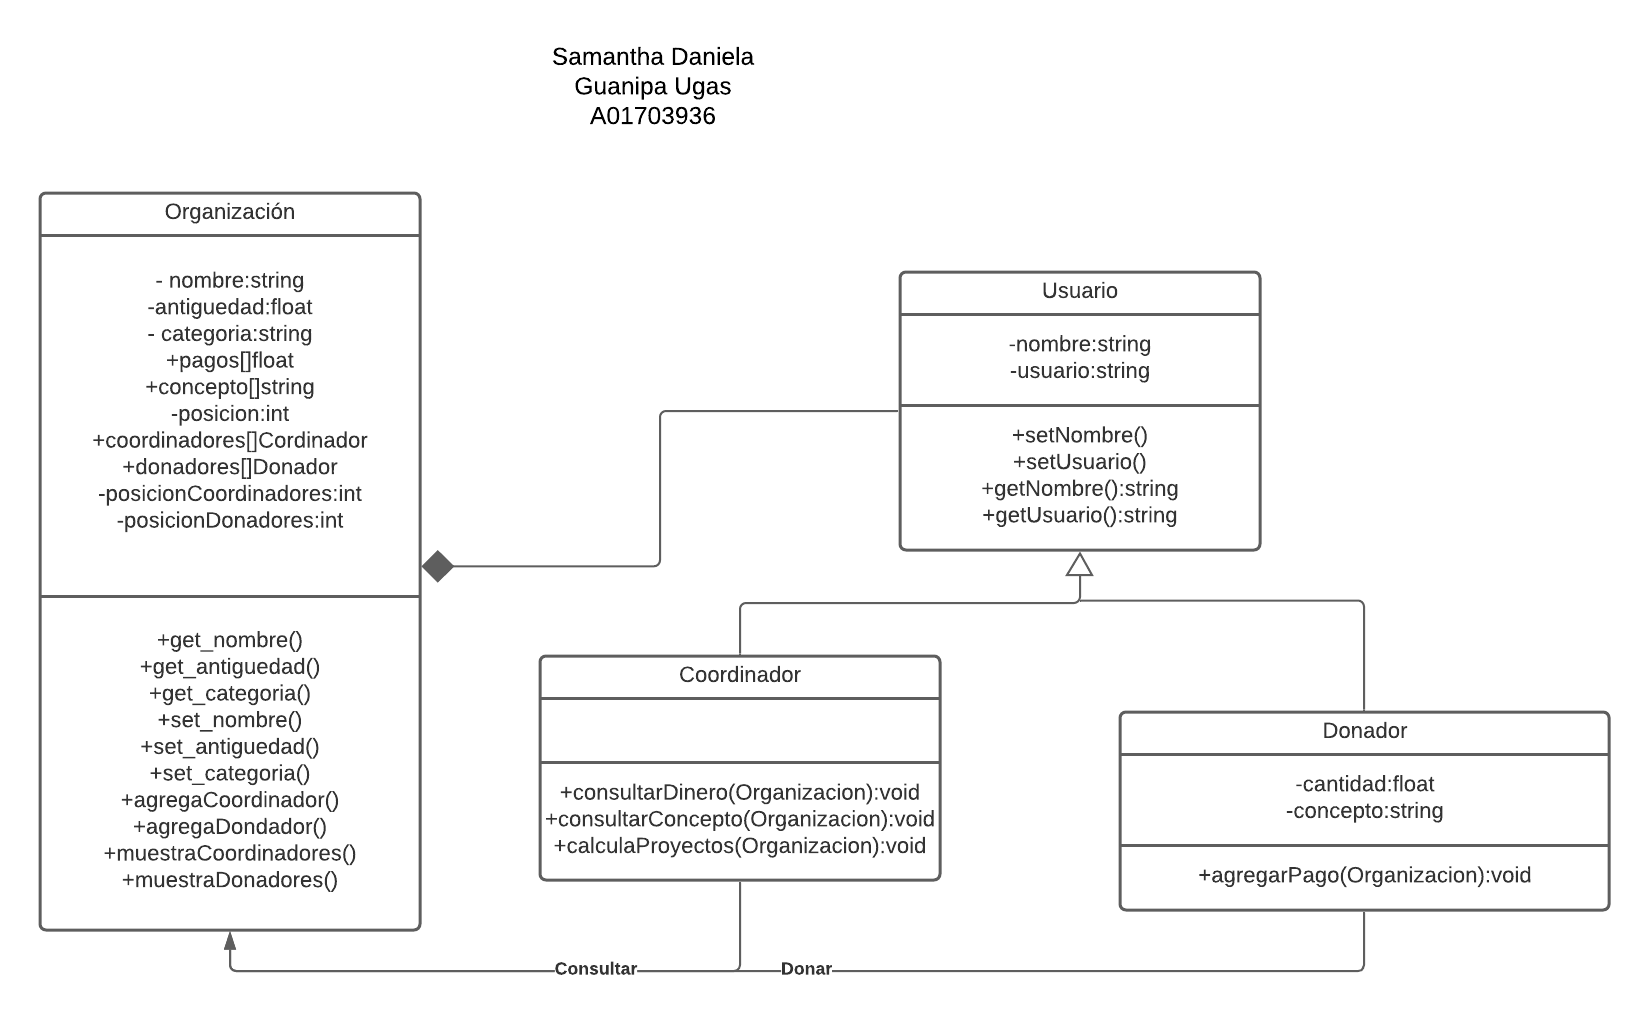 Samantha Daniela
Guanipa Ugas
A01703936
Organización
- nombre:string
-antiguedad:float
- categoria:string
+pagos[]float
+concepto[]string
-posicion:int
+coordinadores[]Cordinador
+donadores[]Donador
-posicionCoordinadores:int
-posicionDonadores:int
+get_nombre()
+get_antiguedad()
+get_categoria()
+set_nombre()
+set_antiguedad()
+set_categoria()
+agregaCoordinador()
+agregaDondador()
+muestraCoordinadores()
+muestraDonadores()
Usuario
-nombre:string
-usuario:string
+setNombre()
+setUsuario()
+getNombre():string
+getUsuario():string
Coordinador
+consultarDinero(Organizacion):void
+consultarConcepto(Organizacion):void
+calculaProyectos(Organizacion):void
Donador
-cantidad:float
-concepto:string
+agregarPago(Organizacion):void
Consultar
Donar